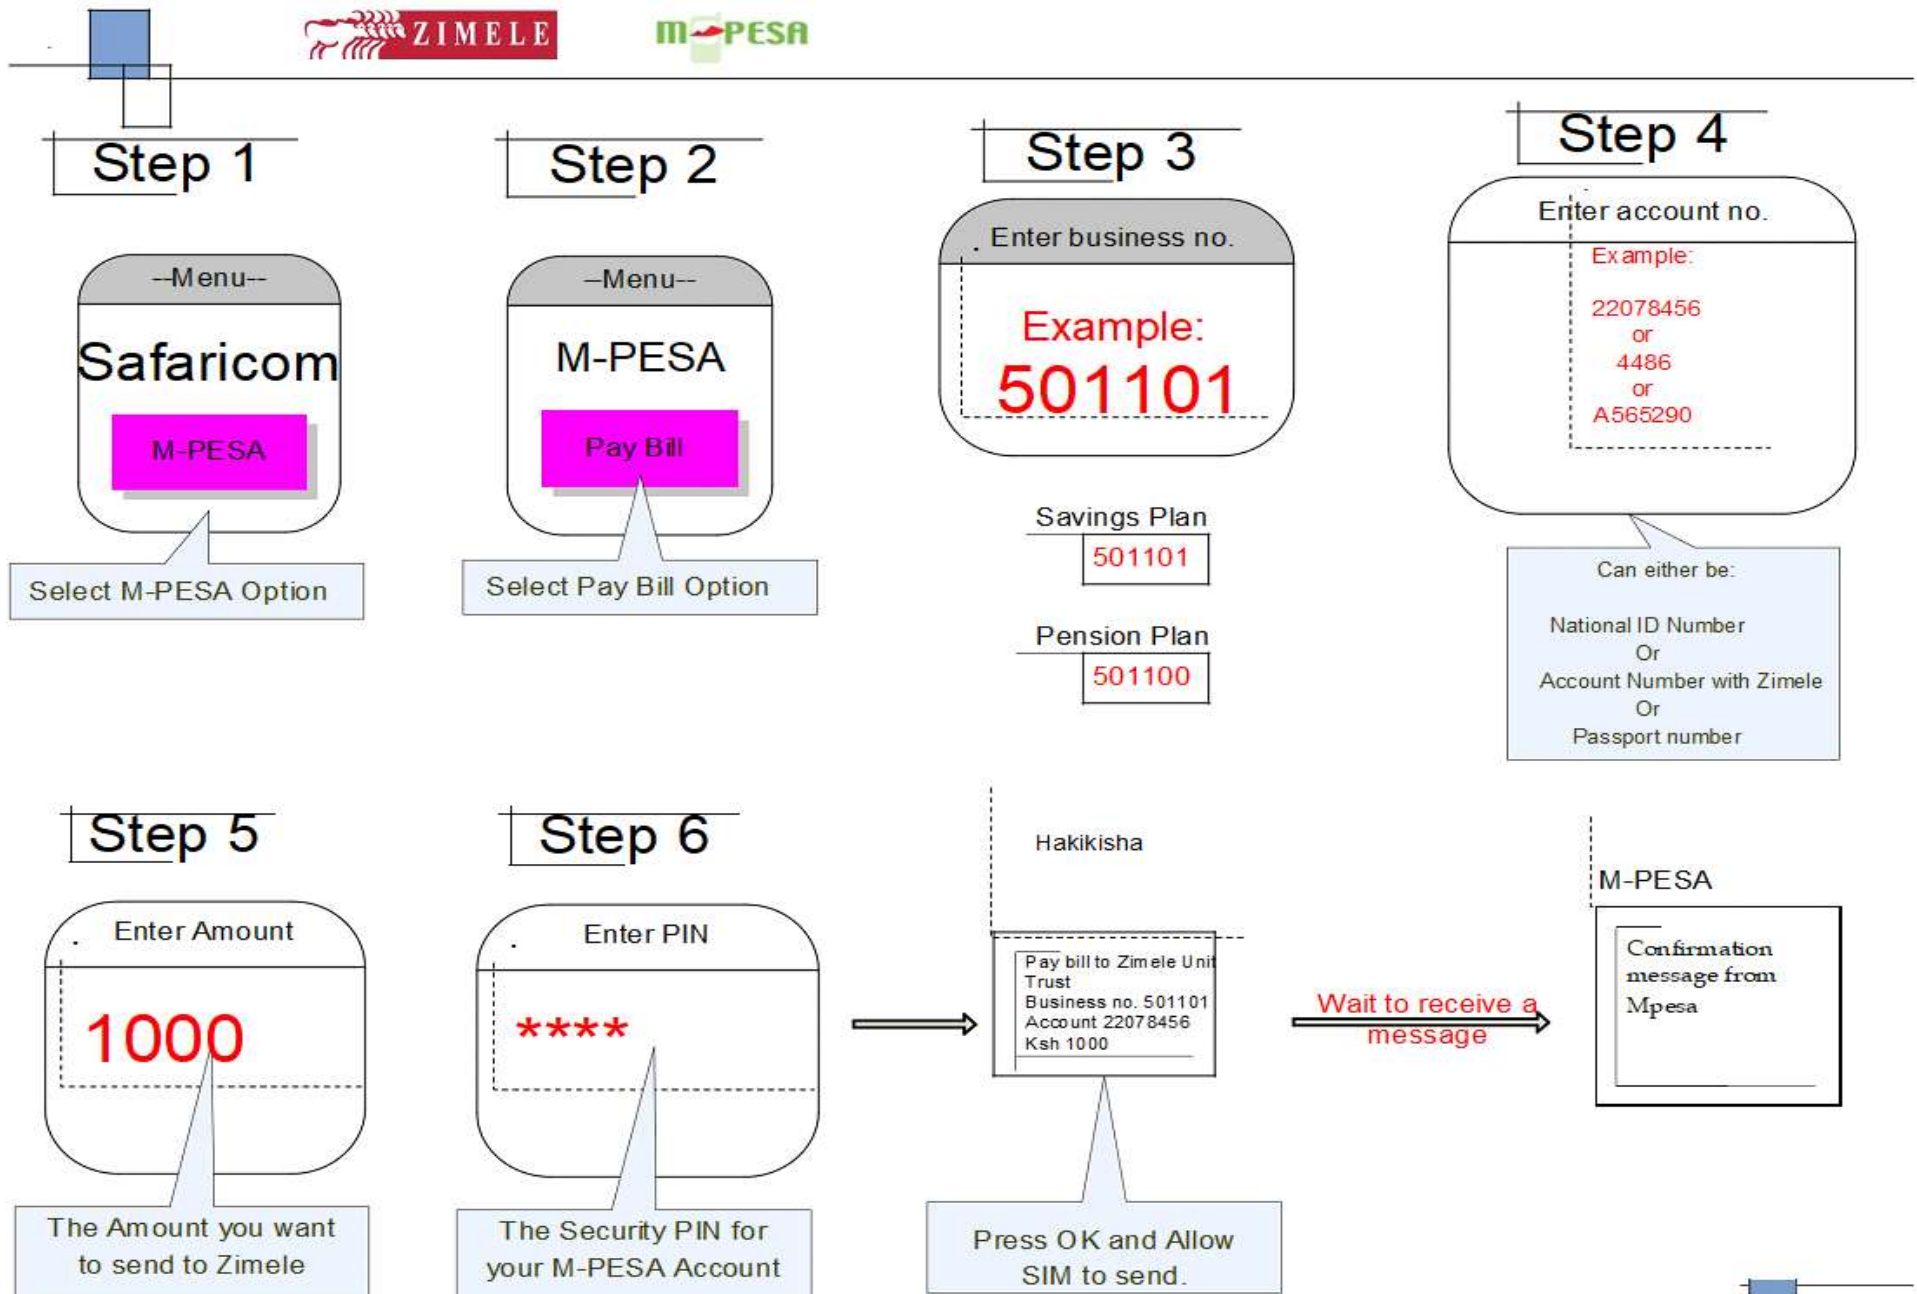 ZIMELE
M-PESA
Step 1
--Menu--
Safaricom
M-PESA
Select M-PESA Option
Step 2
--Menu--
M-PESA
Pay Bill
Select Pay Bill Option
Step 3
Enter business no.
Example:
501101
Savings Plan
501101
Pension Plan
501100
Step 4
Enter account no.
Example:
22078456
or
4486
or
A565290
Can either be:
National ID Number
Or
Account Number with Zimele
Or
Passport number
Step 5
Enter Amount
1000
The Amount you want
to send to Zimele
Step 6
Enter PIN
****
The Security PIN for
your M-PESA Account
Hakikisha
Pay bill to Zimele Unit
Trust
Business no. 501101
Account 22078456
Ksh 1000
Press OK and Allow
SIM to send.
Wait to receive a
message
M-PESA
Confirmation
message from
Mpesa